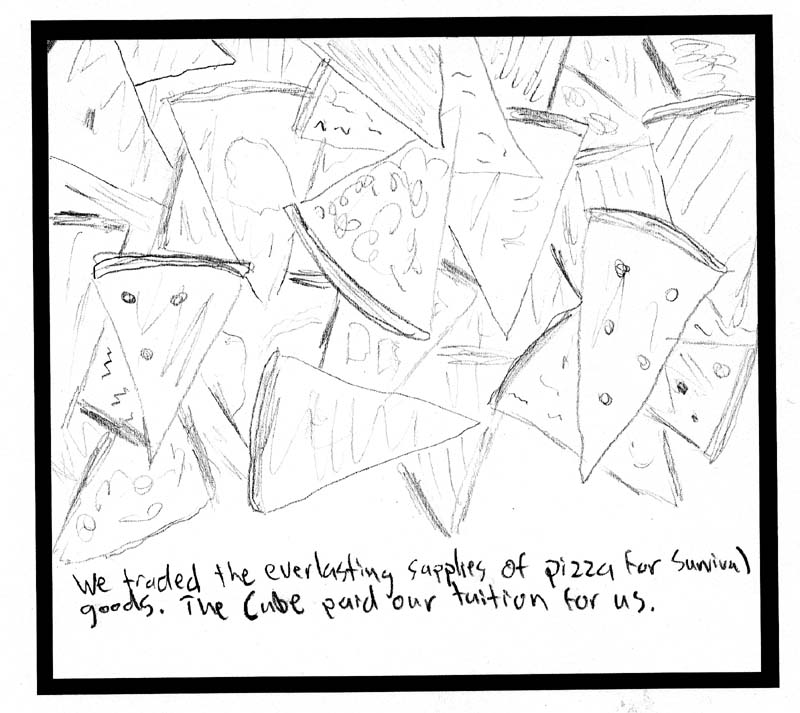 We traded the everlasting supplies of pizza for Survival
goods. The Cube paid our tuition for us.